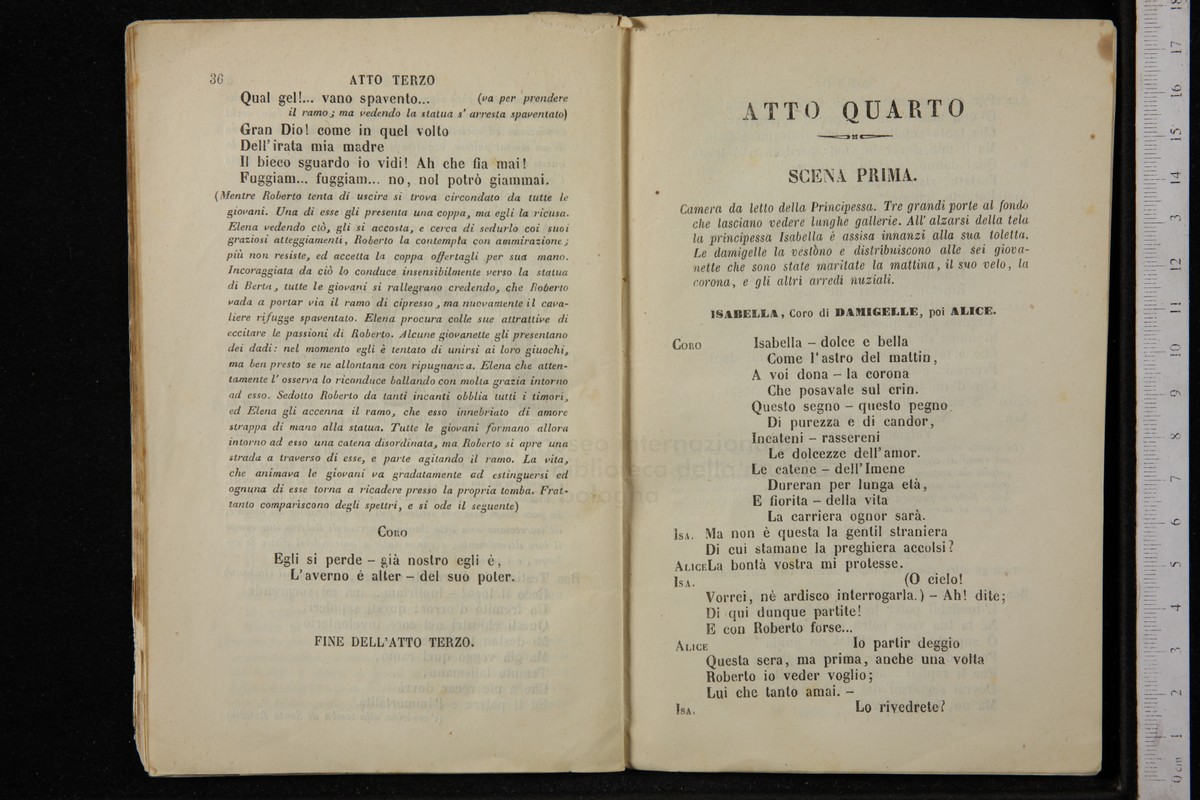 36 ATTO TERZO
Qual gel!... vano spavento... (va per prendere
il ramo; ma vedendo la statua s' arresta spaventato)
Gran Dio! come in quel volto
Dell'irata mia madre
Il bieco sguardo io vidi! Ah che fia mai!
Fuggiam... fuggiam... no, nol potrò giammai.
(Mentre Roberto tenta di uscire si trova circondato da tutte le
giovani. Una di esse gli presenta una coppa, ma egli la ricusa.
Elena vedendo ciò, gli si accosta, e cerca di sedurlo coi suoi
graziosi atteggiamenti, Roberto la contempla con ammirazione;
più non resiste, ed accetta la coppa offertagli per sua mano.
Incoraggiata da ciò lo conduce insensibilmente verso la statua
di Berta, tutte le giovani si rallegrano credendo, che Roberto
vada a portar via il ramo di cipresso, ma nuovamente il cava-
liere rifugge spaventato. Elena procura colle sue attrattive di
eccitare le passioni di Roberto. Alcune giovanette gli presentano
dei dadi: nel momento egli è tentato di unirsi ai loro giuochi,
ma ben presto se ne allontana con ripugnanza. Elena che atten-
tamente l' osserva lo riconduce ballando con molta grazia intorno
ad esso. Sedotto Roberto da tanti incanti obblia tutti i timori,
ed Elena gli accenna il ramo, che esso innebriato di amore
strappa di mano alla statua. Tutte le giovani formano allora
intorno ad esso una catena disordinata, ma Roberto si apre una
strada a traverso di esse, e parte agitando il ramo. La vita,
che animava le giovani va gradatamente ad estinguersi ed
ognuna di esse torna a ricadere presso la propria tomba. Frat-
tanto compariscono degli spettri, e si ode il seguente)
CORO
Egli si perde – già nostro egli è,
L'averno è alter – del suo poter.
FINE DELL'ATTO TERZO.
ATTO QUARTO
SCENA PRIMA.
Camera da letto della Principessa. Tre grandi porte al fondo
che lasciano vedere lunghe gallerie. All' alzarsi della tela
la principessa Isabella è assisa innanzi alla sua toletta.
Le damigelle la vestòno e distribuiscono alle sei giova-
nette che sono state maritate la mattina, il suo velo, la
corona, e gli altri arredi nuziali.
ISABELLA, Coro di DAMIGELLE, poi ALICE.
CORO Isabella – dolce e bella
Come l'astro del mattin,
A voi dona – la corona
Che posavale sul crin.
Questo segno – questo pegno
Di purezza e di candor,
Incateni – rassereni
Le dolcezze dell'amor.
Le catene – dell'Imene
Dureran per lunga età,
E fiorita – della vita
La carriera ognor sarà.
ISA. Ma non è questa la gentil straniera
Di cui stamane la preghiera accolsi?
ALICE La bontà vostra mi protesse.
ISA. (O cielo!
Vorrei, nè ardisco interrogarla.) – Ah! dite;
Di qui dunque partite!
E con Roberto forse...
ALICE Io partir deggio
Questa sera, ma prima, anche una volta
Roberto io veder voglio;
Lui che tanto amai. –
ISA. Lo rivedrete?